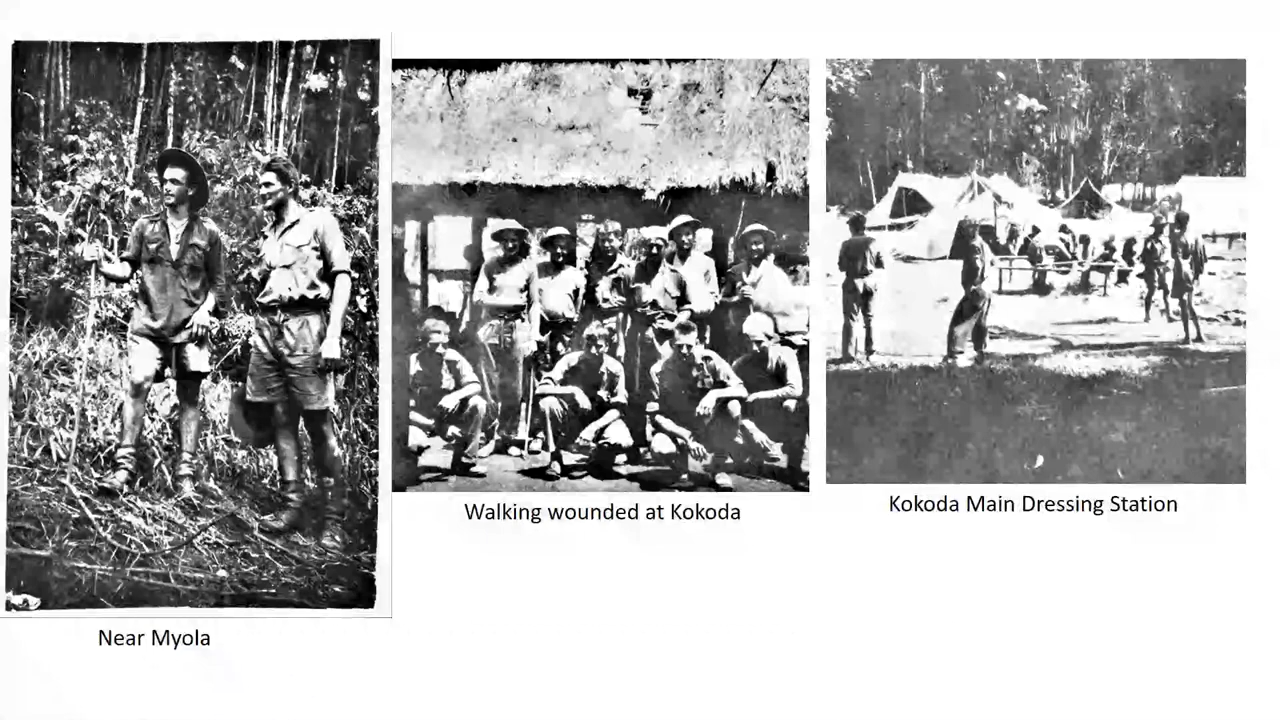 Near Myola
Walking wounded at Kokoda
Kokoda Main Dressing Station